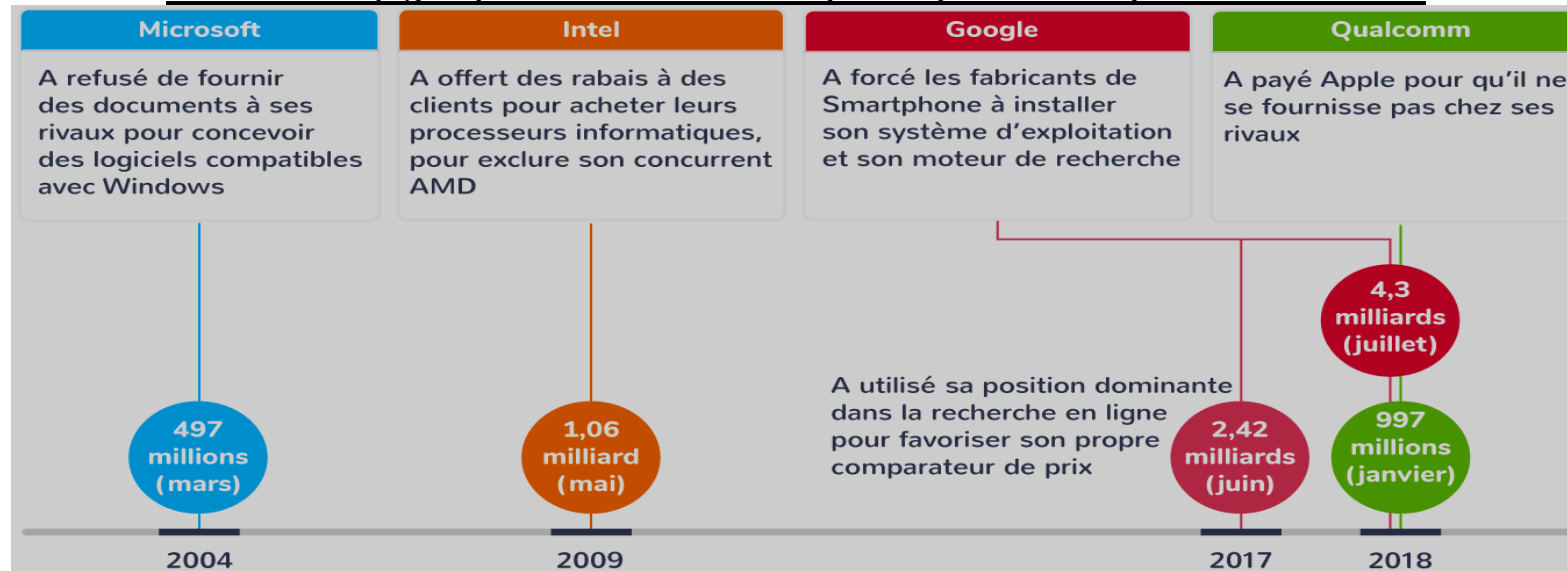 Microsoft
A refusé de fournir
des documents à ses
rivaux pour concevoir
des logiciels compatibles
avec Windows
Intel
A offert des rabais à des
clients pour acheter leurs
processeurs informatiques,
pour exclure son concurrent
AMD
Google
A forcé les fabricants de
Smartphone à installer
son système d'exploitation
et son moteur de recherche
Qualcomm
A payé Apple pour qu'il ne
se fournisse pas chez ses
rivaux
4,3
milliards
(juillet)
A utilisé sa position dominante
dans la recherche en ligne
pour favoriser son propre
comparateur de prix
497
millions
(mars)
1,06
milliard
(mai)
2,42
milliards
(juin)
997
millions
(janvier)
2004
2009
2017
2018